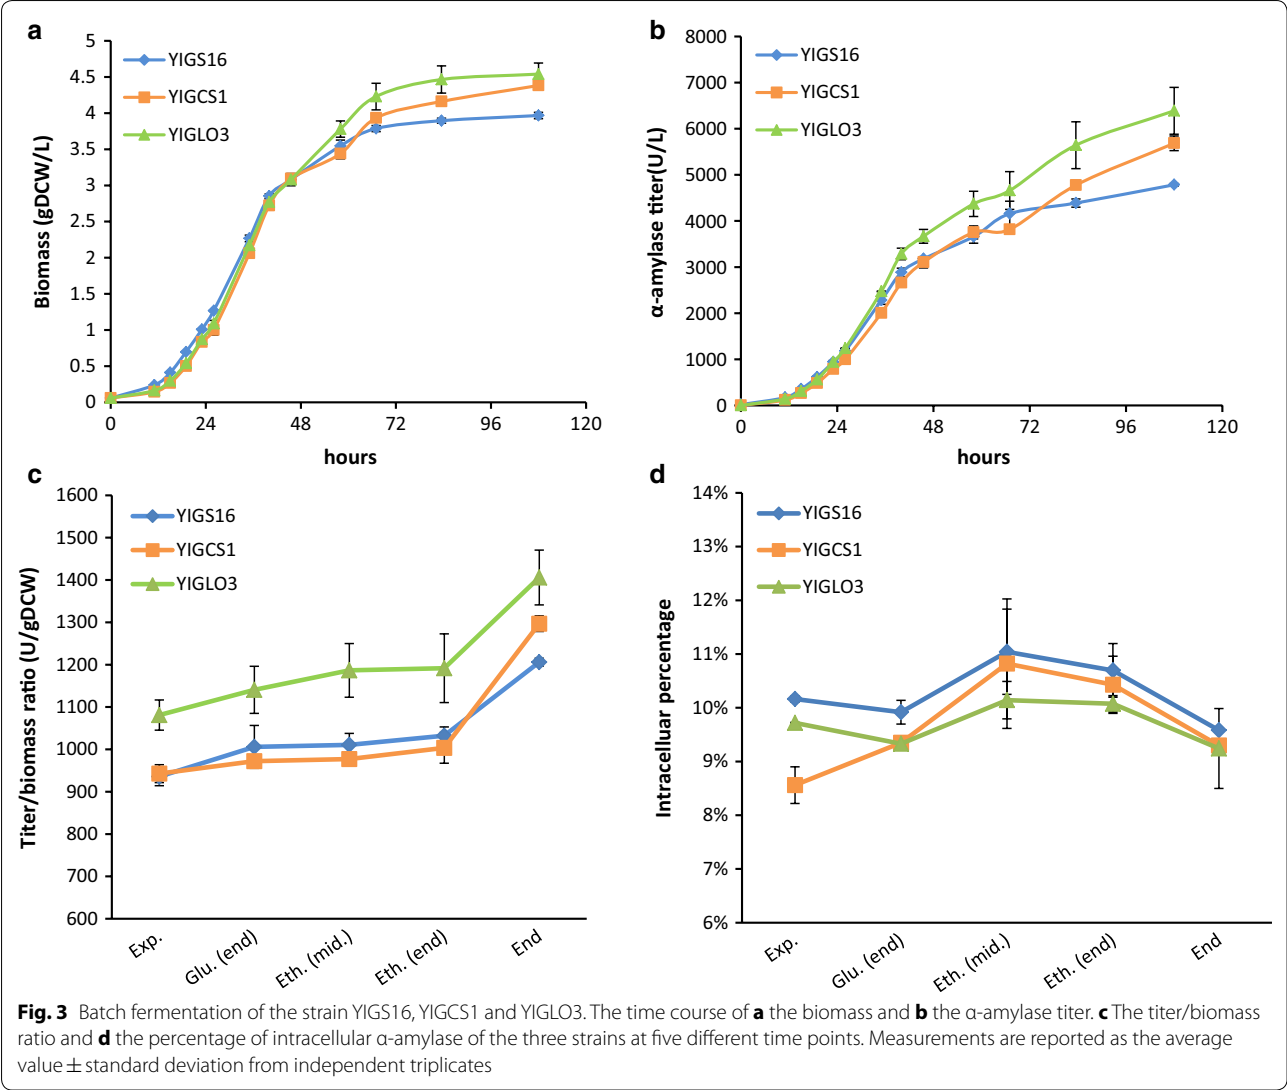 a
Biomass (gDCW/L)
5
4.5
4
3.5
3
2.5
2
1.5
1
0.5
0
YIGS16
YIGCS1
YIGLO3
0 24 48 72 96 120
hours
b
α-amylase titer(U/L)
8000
7000
6000
5000
4000
3000
2000
1000
0
YIGS16
YIGCS1
YIGLO3
0 24 48 72 96 120
hours
c
Titer/biomass ratio (U/gDCW)
1600
1500
1400
1300
1200
1100
1000
900
800
700
600
YIGS16
YIGCS1
YIGLO3
Exp. Glu. (end) Eth. (mid.) Eth. (end) End
d
Intracelluar percentage
14%
13%
12%
11%
10%
9%
8%
7%
6%
YIGS16
YIGCS1
YIGLO3
Exp. Glu. (end) Eth. (mid.) Eth. (end) End
Fig. 3 Batch fermentation of the strain YIGS16, YIGCS1 and YIGLO3. The time course of a the biomass and b the α-amylase titer. c The titer/biomass
ratio and d the percentage of intracellular α-amylase of the three strains at five different time points. Measurements are reported as the average
value ± standard deviation from independent triplicates